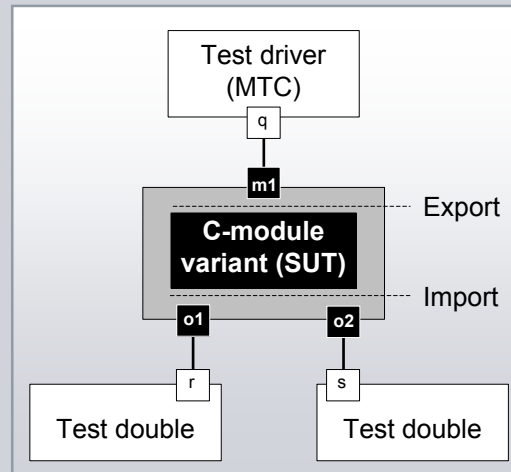 Test driver
(MTC)
q
m1
Export
C-module
variant (SUT)
Import
o1
o2
r
s
Test double
Test double